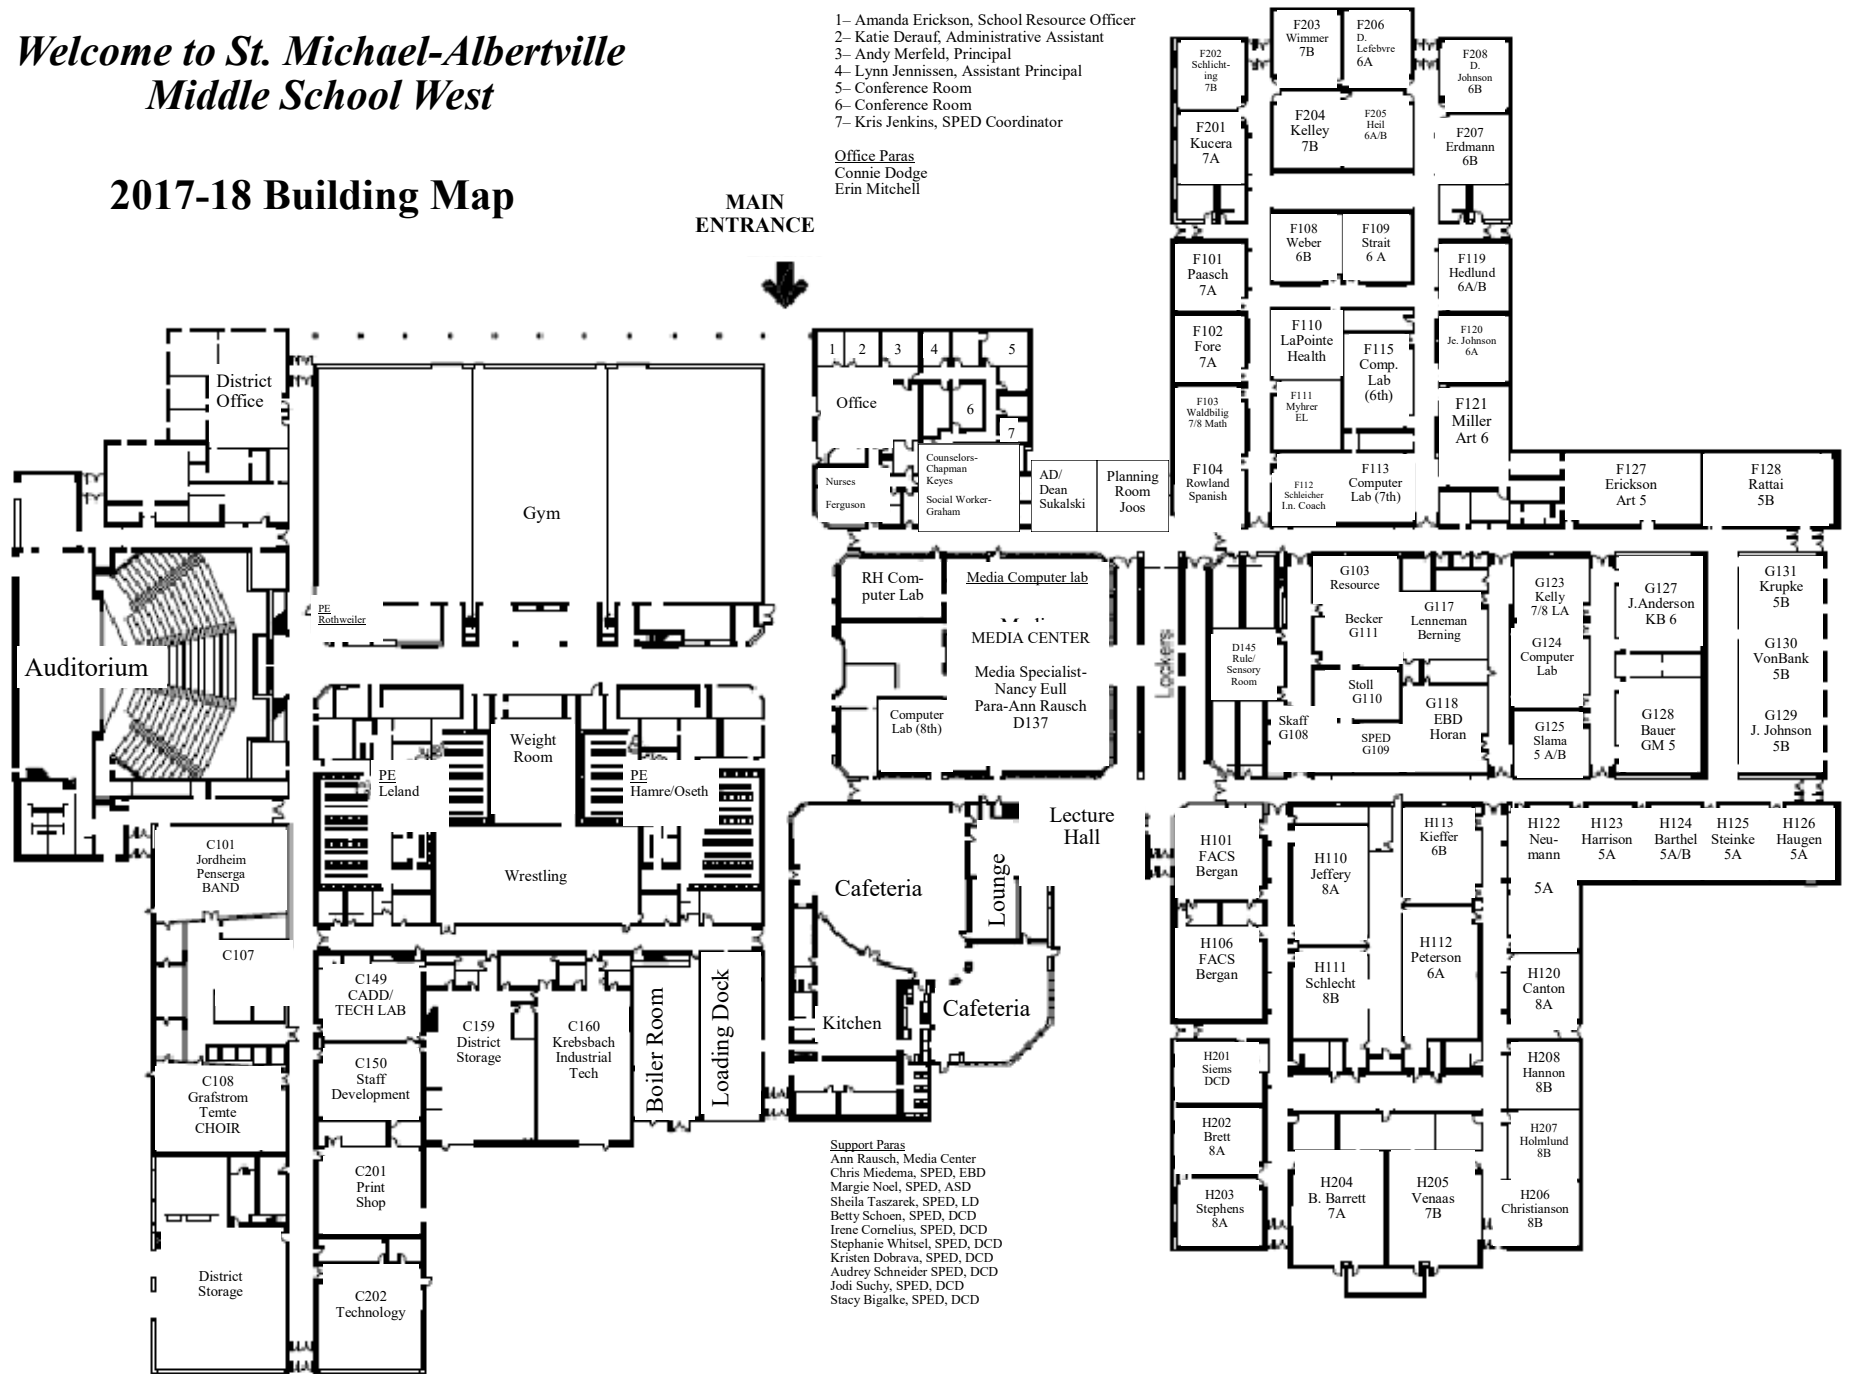 Welcome to St. Michael-Albertville
Middle School West
2017-18 Building Map
1– Amanda Erickson, School Resource Officer
2– Katie Derauf, Administrative Assistant
3– Andy Merfeld, Principal
4– Lynn Jennissen, Assistant Principal
5– Conference Room
6– Conference Room
7– Kris Jenkins, SPED Coordinator
Office Paras
Connie Dodge
Erin Mitchell
MAIN
ENTRANCE
F202
Schlicht-
ing
7B
F203
Wimmer
7B
F206
D.
Lefebvre
6A
F208
D.
Johnson
6B
F201
Kucera
7A
F204
Kelley
7B
F205
Heil
6A/B
F207
Erdmann
6B
F108
Weber
6B
F109
Strait
6 A
F101
Paasch
7A
F119
Hedlund
6A/B
F102
Fore
7A
F110
LaPointe
Health
F115
Comp.
Lab
(6th)
F120
Je. Johnson
6A
F103
Waldbilig
7/8 Math
F111
Myhrer
EL
F121
Miller
Art 6
F104
Rowland
Spanish
F112
Schleicher
I.n. Coach
F113
Computer
Lab (7th)
F127
Erickson
Art 5
F128
Rattai
5B
District
Office
Gym
1
2
3
4
5
6
7
Office
Nurses
Ferguson
Counselors-
Chapman
Keyes
Social Worker-
Graham
AD/
Dean
Sukalski
Planning
Room
Joos
Auditorium
PE
Rothweiler
RH Com-
puter Lab
Media Computer lab
MEDIA CENTER
Media Specialist-
Nancy Eull
Para-Ann Rausch
D137
Computer
Lab (8th)
Lockers
D145
Rule/
Sensory
Room
G103
Resource
Becker
G111
G117
Lenneman
Berning
Stoll
G110
Skaff
G108
SPED
G109
G118
EBD
Horan
G123
Kelly
7/8 LA
G124
Computer
Lab
G125
Slama
5 A/B
G127
J.Anderson
KB 6
G128
Bauer
GM 5
G131
Krupke
5B
G130
VonBank
5B
G129
J. Johnson
5B
Weight
Room
PE
Leland
PE
Hamre/Oseth
Wrestling
C101
Jordheim
Penserga
BAND
C107
C108
Grafstrom
Temte
CHOIR
District
Storage
C149
CADD/
TECH LAB
C150
Staff
Development
C201
Print
Shop
C202
Technology
C159
District
Storage
C160
Krebsbach
Industrial
Tech
Boiler Room
Loading Dock
Cafeteria
Lounge
Lecture
Hall
Kitchen
Cafeteria
H101
FACS
Bergan
H106
FACS
Bergan
H110
Jeffery
8A
H111
Schlecht
8B
H113
Kieffer
6B
H112
Peterson
6A
H122
Neu-
mann
5A
H123
Harrison
5A
H124
Barthel
5A/B
H125
Steinke
5A
H126
Haugen
5A
H120
Canton
8A
H201
Siems
DCD
H202
Brett
8A
H203
Stephens
8A
H204
B. Barrett
7A
H205
Venaas
7B
H208
Hannon
8B
H207
Holmlund
8B
H206
Christianson
8B
Support Paras
Ann Rausch, Media Center
Chris Miedema, SPED, EBD
Margie Noel, SPED, ASD
Sheila Taszarek, SPED, LD
Betty Schoen, SPED, DCD
Irene Cornelius, SPED, DCD
Stephanie Whitsel, SPED, DCD
Kristen Dobrava, SPED, DCD
Audrey Schneider SPED, DCD
Jodi Suchy, SPED, DCD
Stacy Bigalke, SPED, DCD